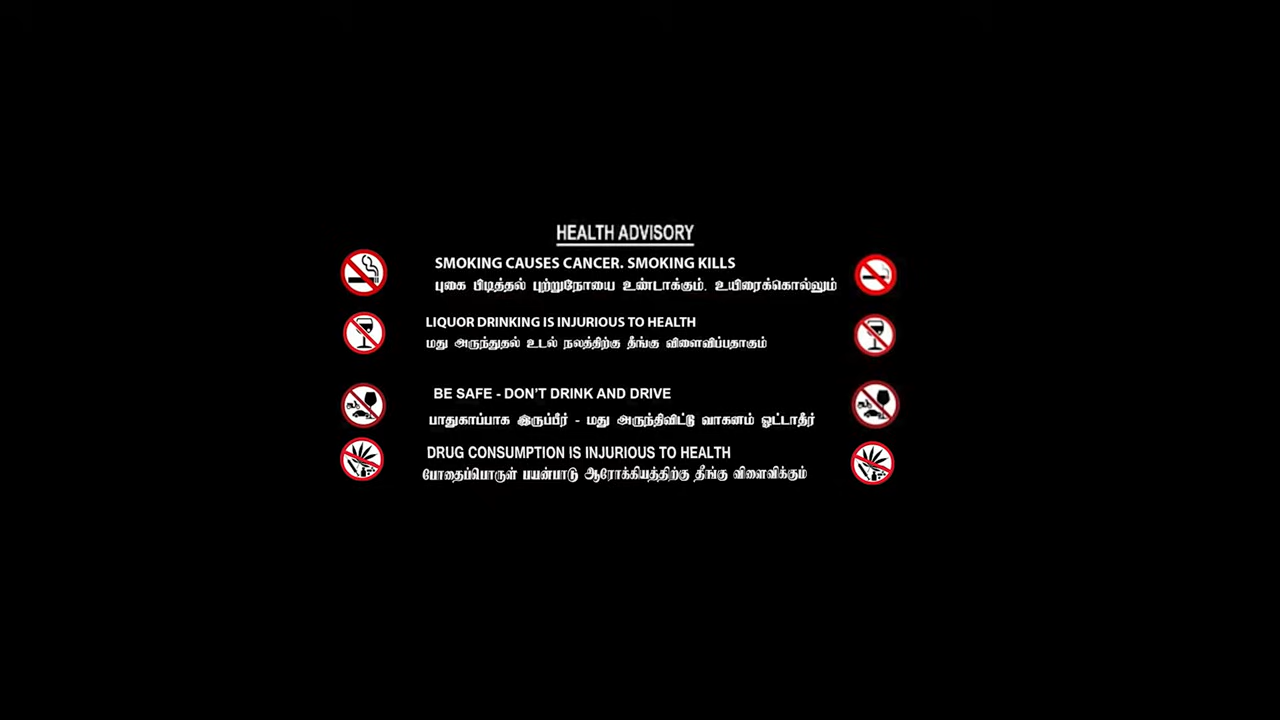 HEALTH ADVISORY
SMOKING CAUSES CANCER. SMOKING KILLS
புகை பிடித்தல் புற்றுநோயை உண்டாக்கும். உயிரைக்கொல்லும்
LIQUOR DRINKING IS INJURIOUS TO HEALTH
மது அருந்துதல் உடல் நலத்திற்கு தீங்கு விளைவிப்பதாகும்
BE SAFE - DON'T DRINK AND DRIVE
பாதுகாப்பாக இருப்பீர் - மது அருந்திவிட்டு வாகனம் ஓட்டாதீர்
DRUG CONSUMPTION IS INJURIOUS TO HEALTH
போதைப்பொருள் பயன்பாடு ஆரோக்கியத்திற்கு தீங்கு விளைவிக்கும்